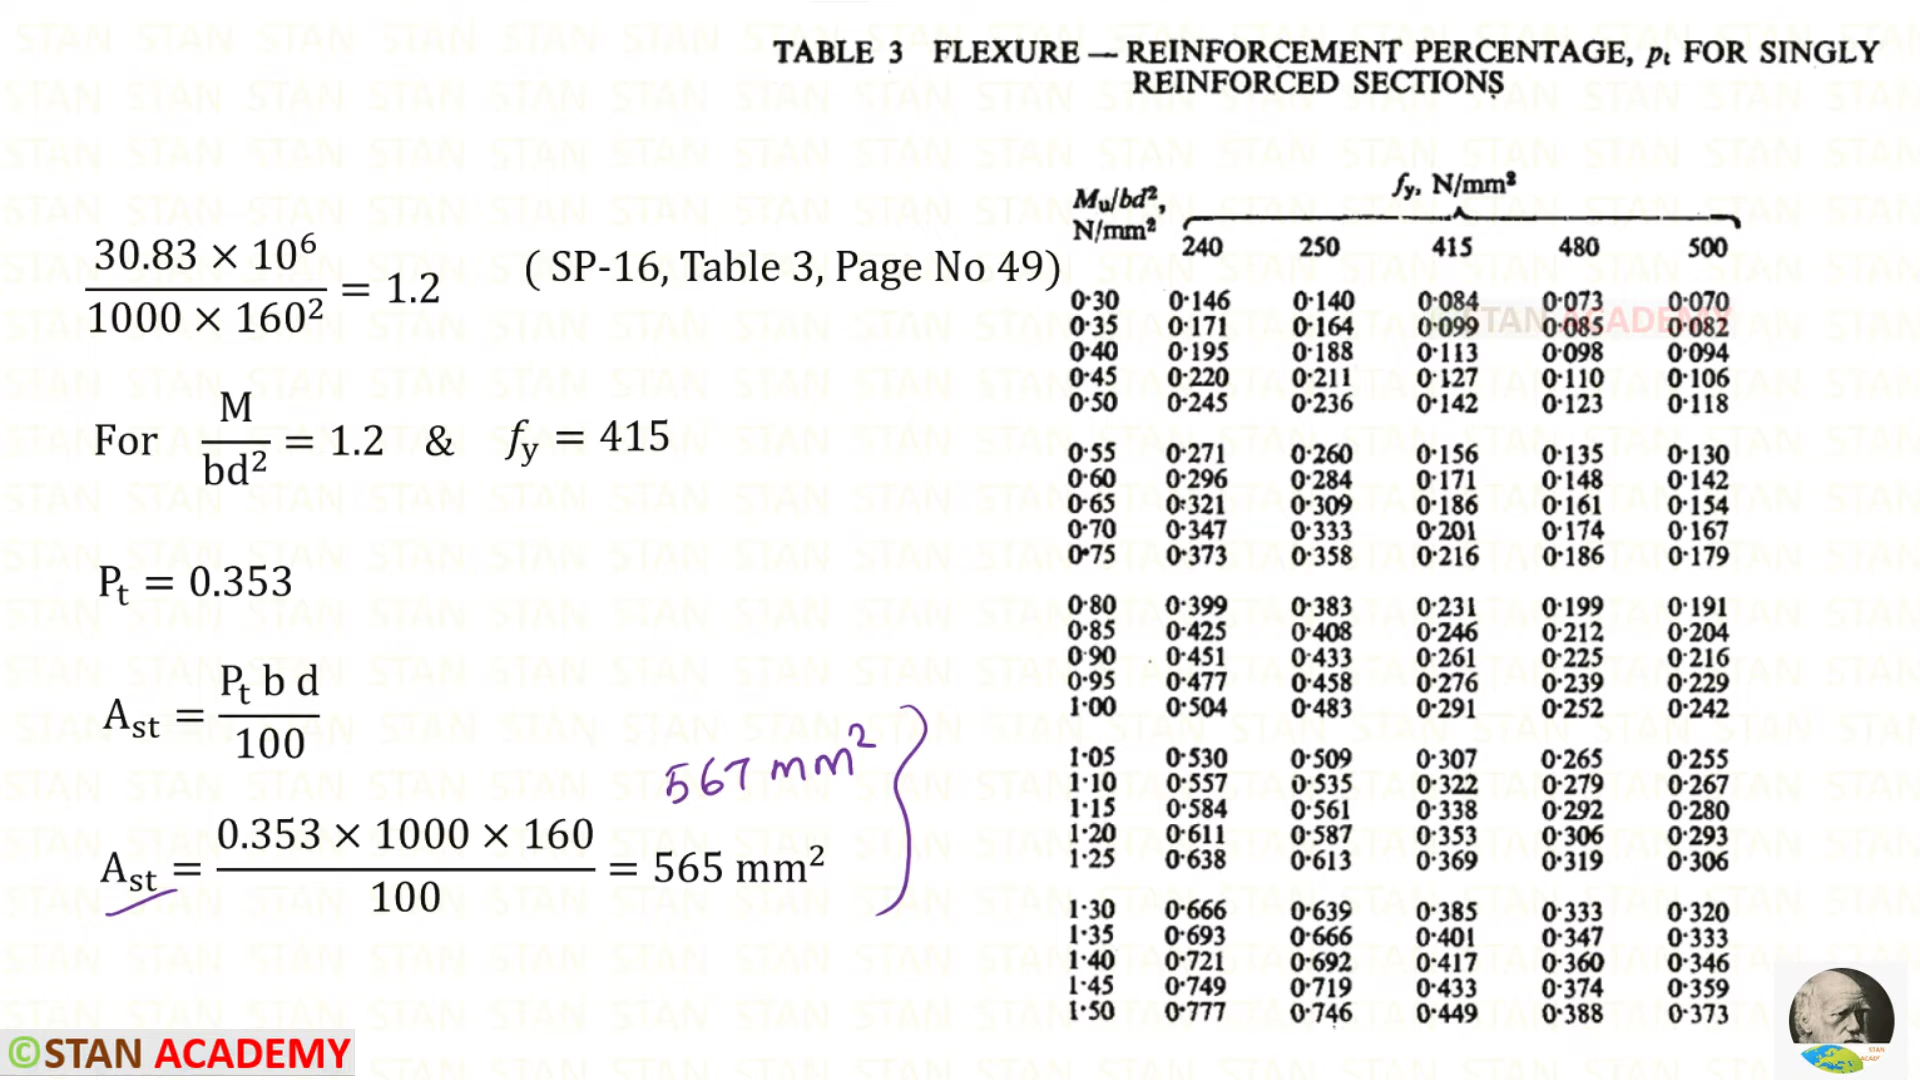 TABLE 3 FLEXURE — REINFORCEMENT PERCENTAGE, pt FOR SINGLY
REINFORCED SECTIONS
30.83 × 10⁶
1000 × 160²
= 1.2
( SP-16, Table 3, Page No 49)
For M/bd² = 1.2 & fy = 415
Pt = 0.353
Ast = Pt b d
100
567 mm²
Ast = 0.353 × 1000 × 160
100
= 565 mm²
Mu/bd², N/mm²
fy, N/mm²
240 250 415 480 500
0·30 0·146 0·140 0·084 0·073 0·070
0·35 0·171 0·164 0·099 0·085 0·082
0·40 0·195 0·188 0·113 0·098 0·094
0·45 0·220 0·211 0·127 0·110 0·106
0·50 0·245 0·236 0·142 0·123 0·118
0·55 0·271 0·260 0·156 0·135 0·130
0·60 0·296 0·284 0·171 0·148 0·142
0·65 0·321 0·309 0·186 0·161 0·154
0·70 0·347 0·333 0·201 0·174 0·167
0·75 0·373 0·358 0·216 0·186 0·179
0·80 0·399 0·383 0·231 0·199 0·191
0·85 0·425 0·408 0·246 0·212 0·204
0·90 0·451 0·433 0·261 0·225 0·216
0·95 0·477 0·458 0·276 0·239 0·229
1·00 0·504 0·483 0·291 0·252 0·242
1·05 0·530 0·509 0·307 0·265 0·255
1·10 0·557 0·535 0·322 0·279 0·267
1·15 0·584 0·561 0·338 0·292 0·280
1·20 0·611 0·587 0·353 0·306 0·293
1·25 0·638 0·613 0·369 0·319 0·306
1·30 0·666 0·639 0·385 0·333 0·320
1·35 0·693 0·666 0·401 0·347 0·333
1·40 0·721 0·692 0·417 0·360 0·346
1·45 0·749 0·719 0·433 0·374 0·359
1·50 0·777 0·746 0·449 0·388 0·373
STAN ACADEMY
©STAN ACADEMY